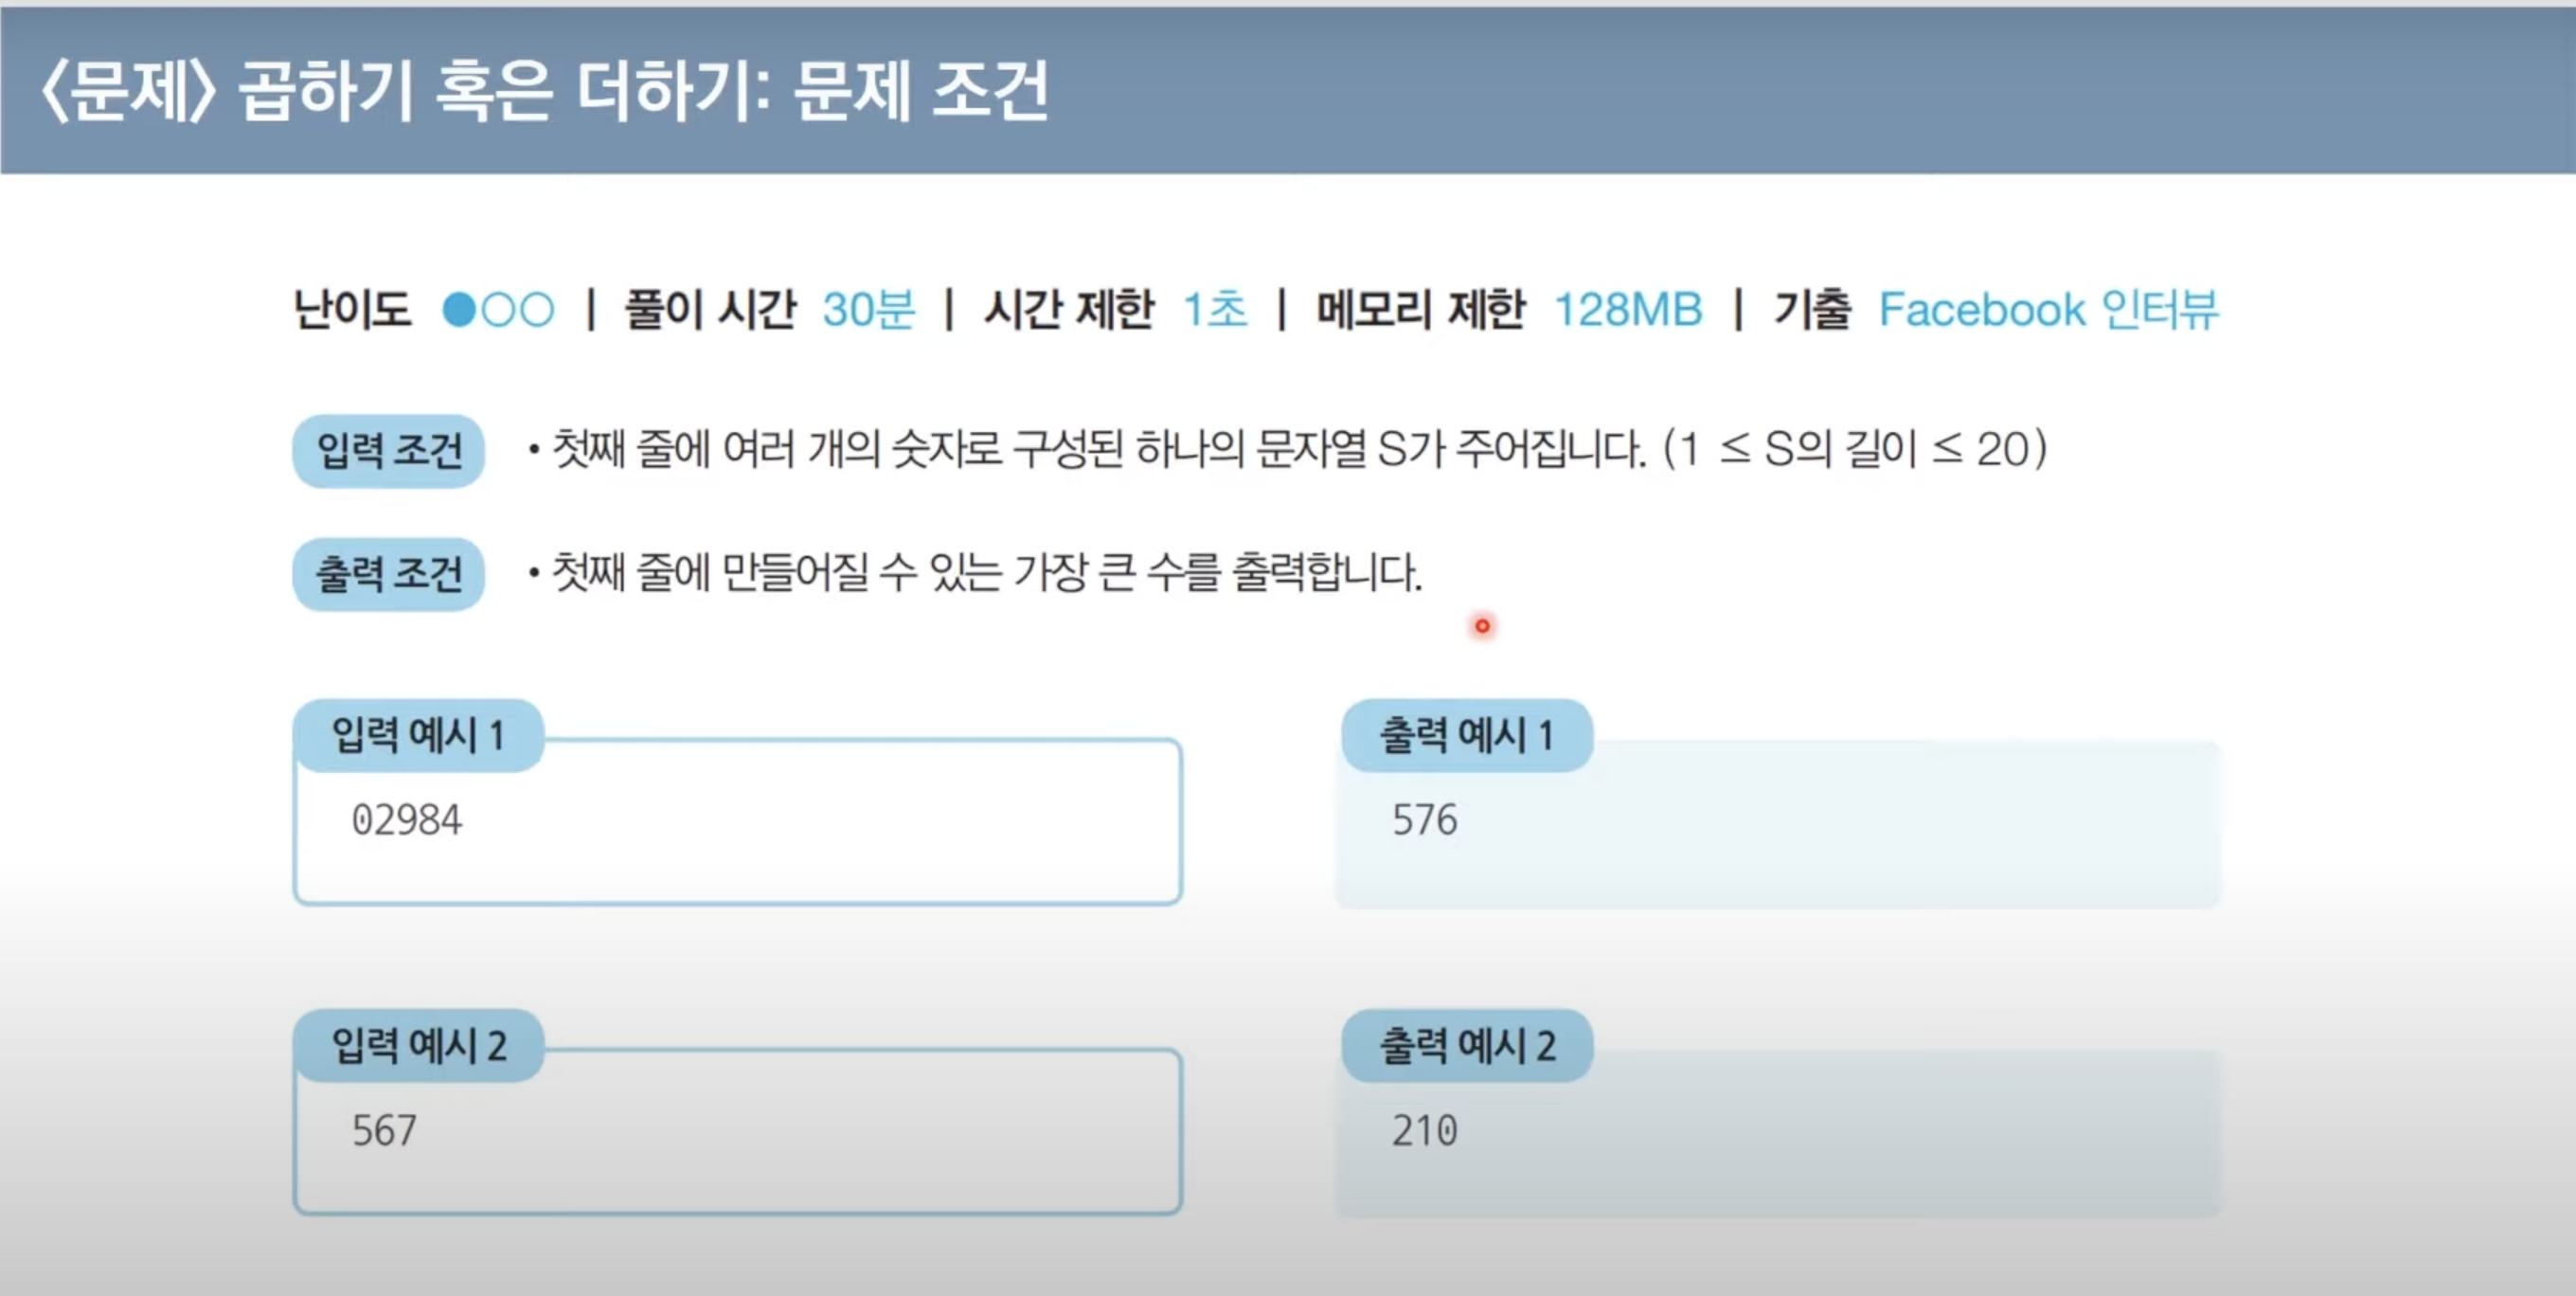 〈문제〉 곱하기 혹은 더하기: 문제 조건
난이도 ●○○ | 풀이 시간 30분 | 시간 제한 1초 | 메모리 제한 128MB | 기출 Facebook 인터뷰
입력 조건 • 첫째 줄에 여러 개의 숫자로 구성된 하나의 문자열 S가 주어집니다. (1 ≤ S의 길이 ≤ 20)
출력 조건 • 첫째 줄에 만들어질 수 있는 가장 큰 수를 출력합니다.
입력 예시 1
02984
출력 예시 1
576
입력 예시 2
567
출력 예시 2
210